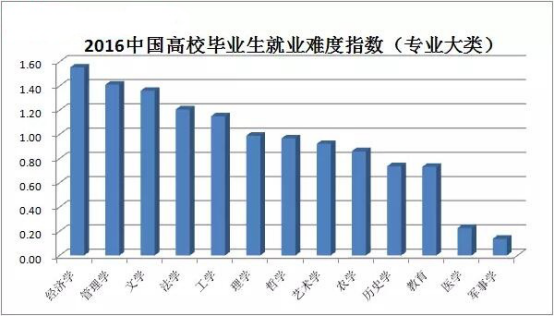 2016中国高校毕业生就业难度指数（专业大类）
1.60
1.40
1.20
1.00
0.80
0.60
0.40
0.20
0.00
经济学
管理学
文学
法学
工学
理学
哲学
艺术学
农学
历史学
教育
医学
军事学